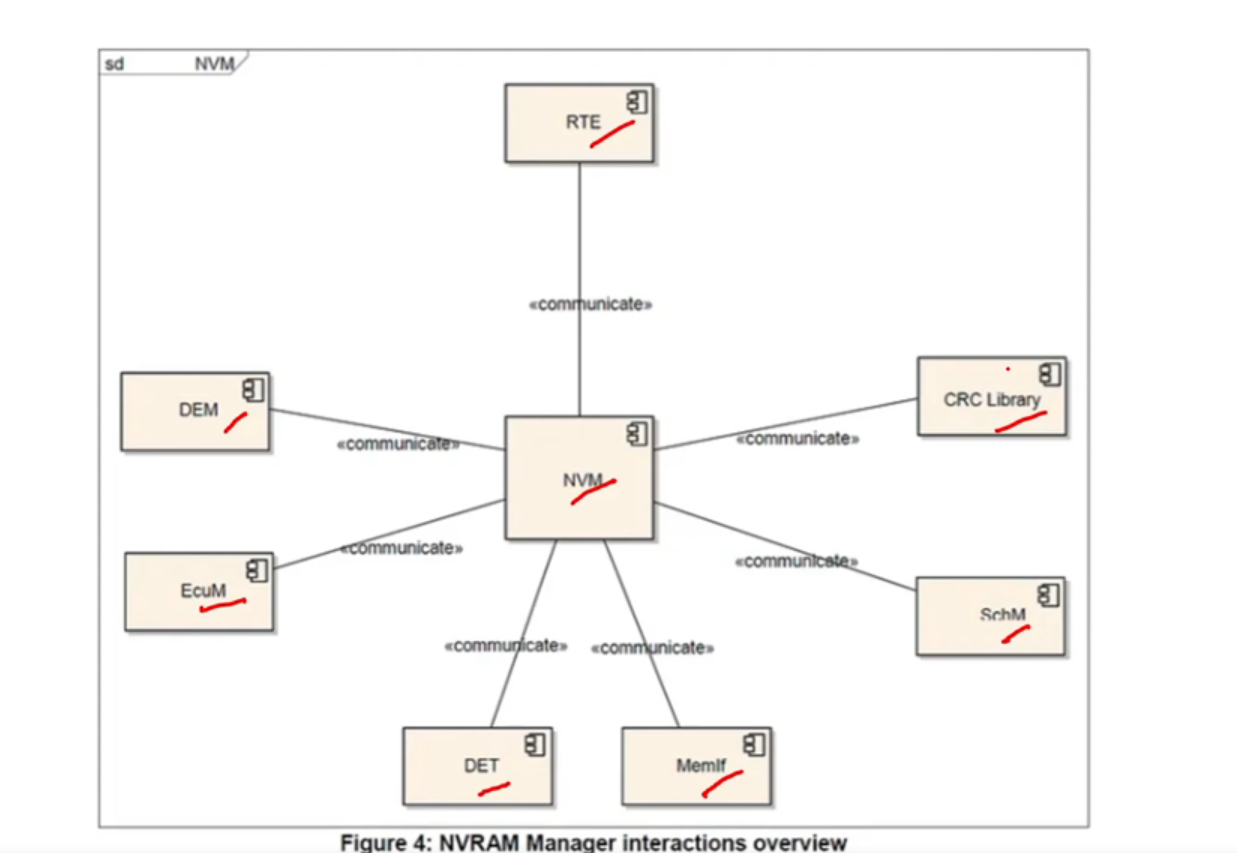 sd NVM
RTE
«communicate»
DEM
CRC Library
«communicate»
«communicate»
NVM
EcuM
«communicate»
«communicate»
SchM
«communicate»
«communicate»
DET
MemIf
Figure 4: NVRAM Manager interactions overview